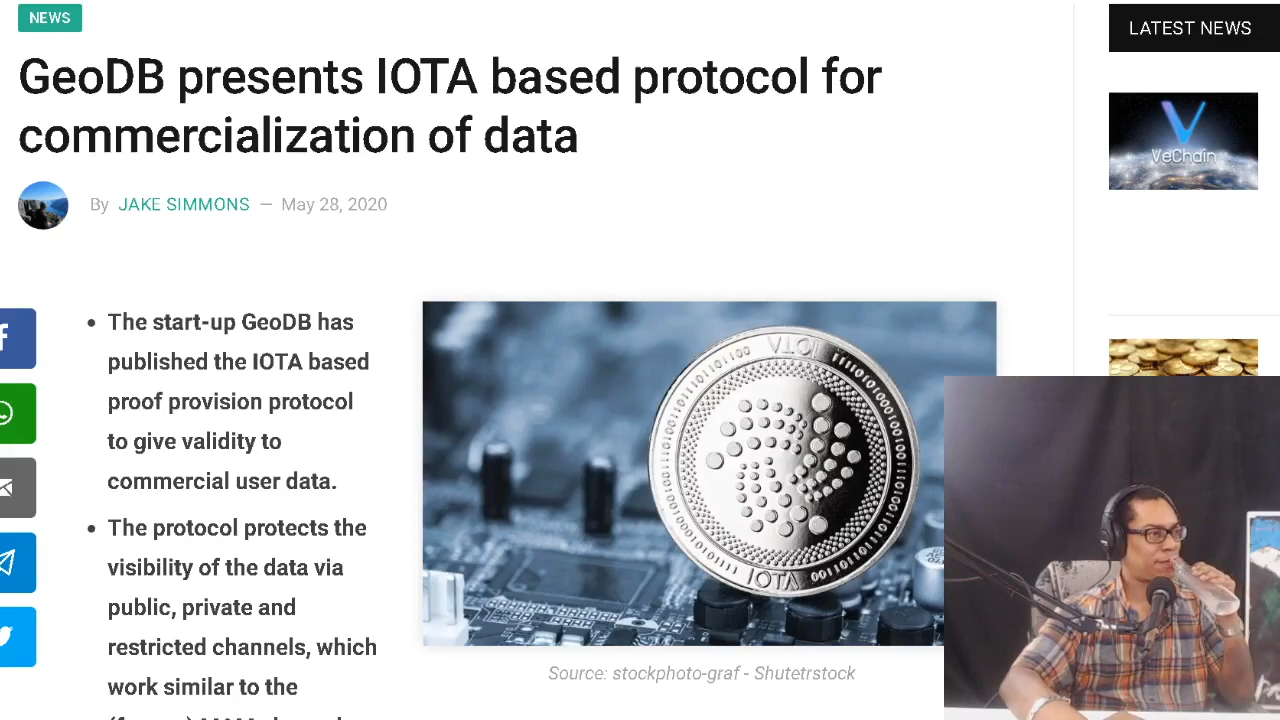 NEWS
GeoDB presents IOTA based protocol for
commercialization of data
By JAKE SIMMONS — May 28, 2020
The start-up GeoDB has
published the IOTA based
proof provision protocol
to give validity to
commercial user data.
The protocol protects the
visibility of the data via
public, private and
restricted channels, which
work similar to the
IOTA
IOTA
Source: stockphoto-graf - Shutetrstock
LATEST NEWS
VeChain